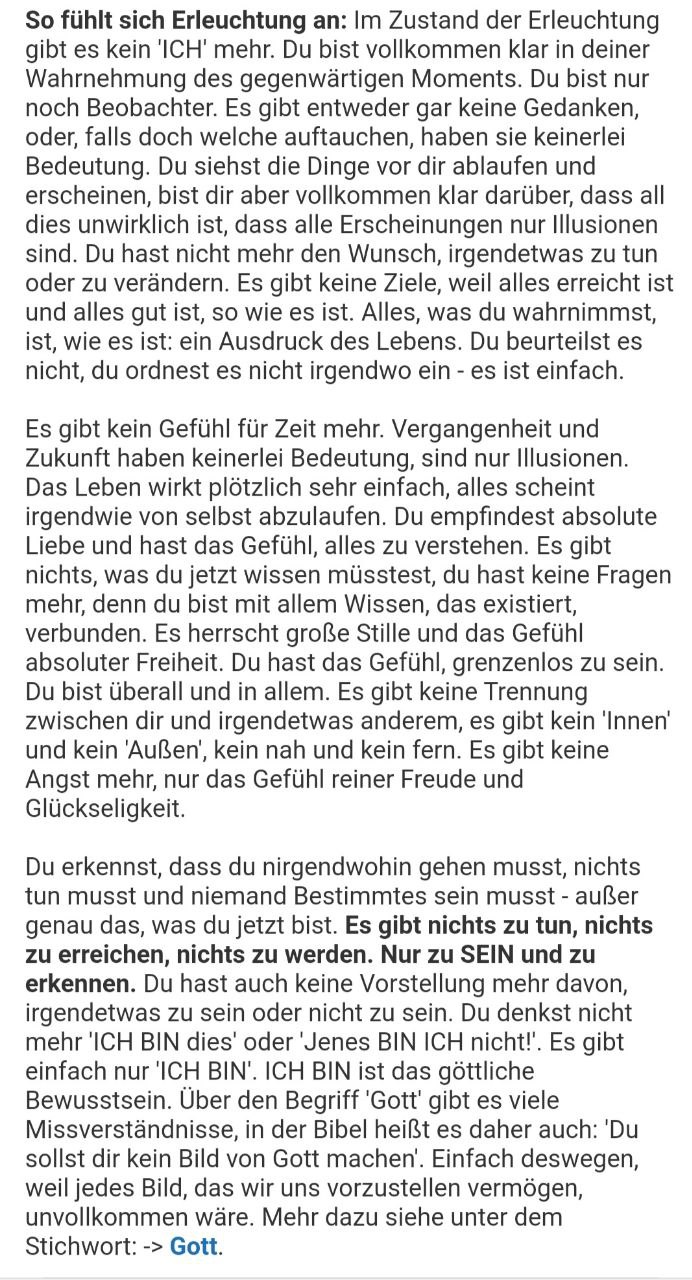 So fühlt sich Erleuchtung an: Im Zustand der Erleuchtung
gibt es kein 'ICH' mehr. Du bist vollkommen klar in deiner
Wahrnehmung des gegenwärtigen Moments. Du bist nur
noch Beobachter. Es gibt entweder gar keine Gedanken,
oder, falls doch welche auftauchen, haben sie keinerlei
Bedeutung. Du siehst die Dinge vor dir ablaufen und
erscheinen, bist dir aber vollkommen klar darüber, dass all
dies unwirklich ist, dass alle Erscheinungen nur Illusionen
sind. Du hast nicht mehr den Wunsch, irgendetwas zu tun
oder zu verändern. Es gibt keine Ziele, weil alles erreicht ist
und alles gut ist, so wie es ist. Alles, was du wahrnimmst,
ist, wie es ist: ein Ausdruck des Lebens. Du beurteilst es
nicht, du ordnest es nicht irgendwo ein - es ist einfach.

Es gibt kein Gefühl für Zeit mehr. Vergangenheit und
Zukunft haben keinerlei Bedeutung, sind nur Illusionen.
Das Leben wirkt plötzlich sehr einfach, alles scheint
irgendwie von selbst abzulaufen. Du empfindest absolute
Liebe und hast das Gefühl, alles zu verstehen. Es gibt
nichts, was du jetzt wissen müsstest, du hast keine Fragen
mehr, denn du bist mit allem Wissen, das existiert,
verbunden. Es herrscht große Stille und das Gefühl
absoluter Freiheit. Du hast das Gefühl, grenzenlos zu sein.
Du bist überall und in allem. Es gibt keine Trennung
zwischen dir und irgendetwas anderem, es gibt kein 'Innen'
und kein 'Außen', kein nah und kein fern. Es gibt keine
Angst mehr, nur das Gefühl reiner Freude und
Glückseligkeit.

Du erkennst, dass du nirgendwohin gehen musst, nichts
tun musst und niemand Bestimmtes sein musst - außer
genau das, was du jetzt bist. Es gibt nichts zu tun, nichts
zu erreichen, nichts zu werden. Nur zu SEIN und zu
erkennen. Du hast auch keine Vorstellung mehr davon,
irgendetwas zu sein oder nicht zu sein. Du denkst nicht
mehr 'ICH BIN dies' oder 'Jenes BIN ICH nicht!'. Es gibt
einfach nur 'ICH BIN'. ICH BIN ist das göttliche
Bewusstsein. Über den Begriff 'Gott' gibt es viele
Missverständnisse, in der Bibel heißt es daher auch: 'Du
sollst dir kein Bild von Gott machen'. Einfach deswegen,
weil jedes Bild, das wir uns vorzustellen vermögen,
unvollkommen wäre. Mehr dazu siehe unter dem
Stichwort: -> Gott.